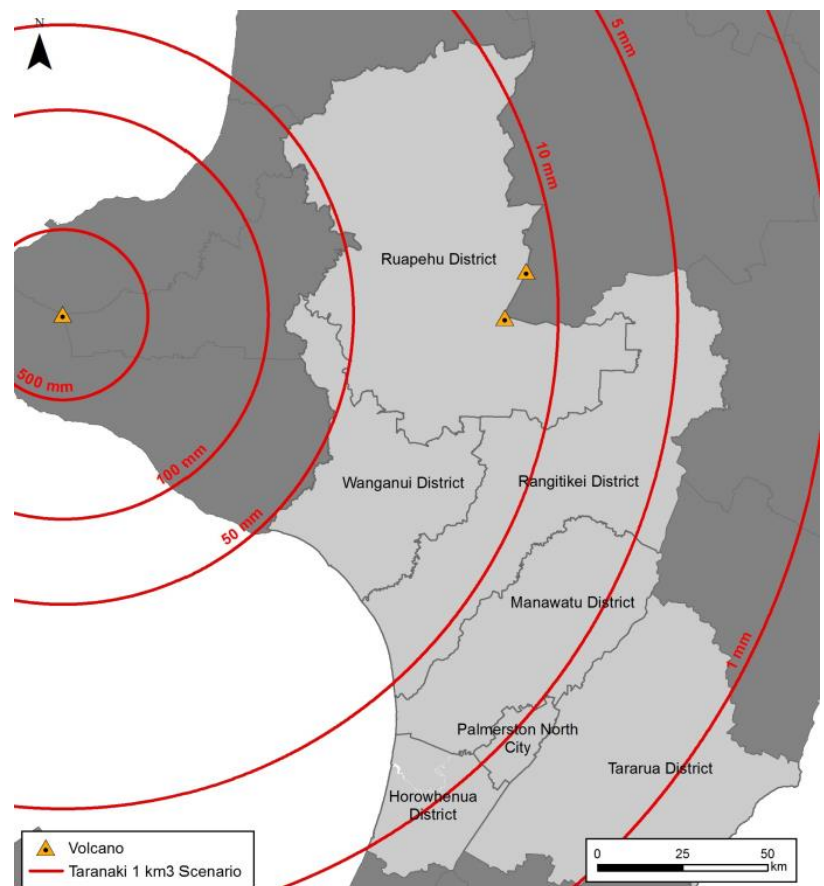 N
5 mm
10 mm
Ruapehu District
500 mm
100 mm
50 mm
Wanganui District
Rangitikei District
Manawatu District
1 mm
Palmerston North
City
Tararua District
Horowhenua
District
Volcano
Taranaki 1 km3 Scenario
0 25 50
km